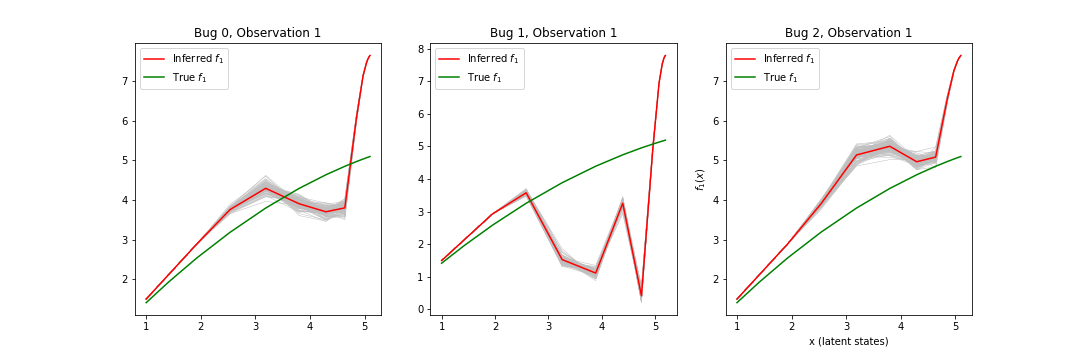 Bug 0, Observation 1
Inferred f₁
True f₁
7
6
5
4
3
2
1 2 3 4 5
Bug 1, Observation 1
Inferred f₁
True f₁
8
7
6
5
4
3
2
1
0
1 2 3 4 5
Bug 2, Observation 1
Inferred f₁
True f₁
f₁(x)
7
6
5
4
3
2
1 2 3 4 5
x (latent states)